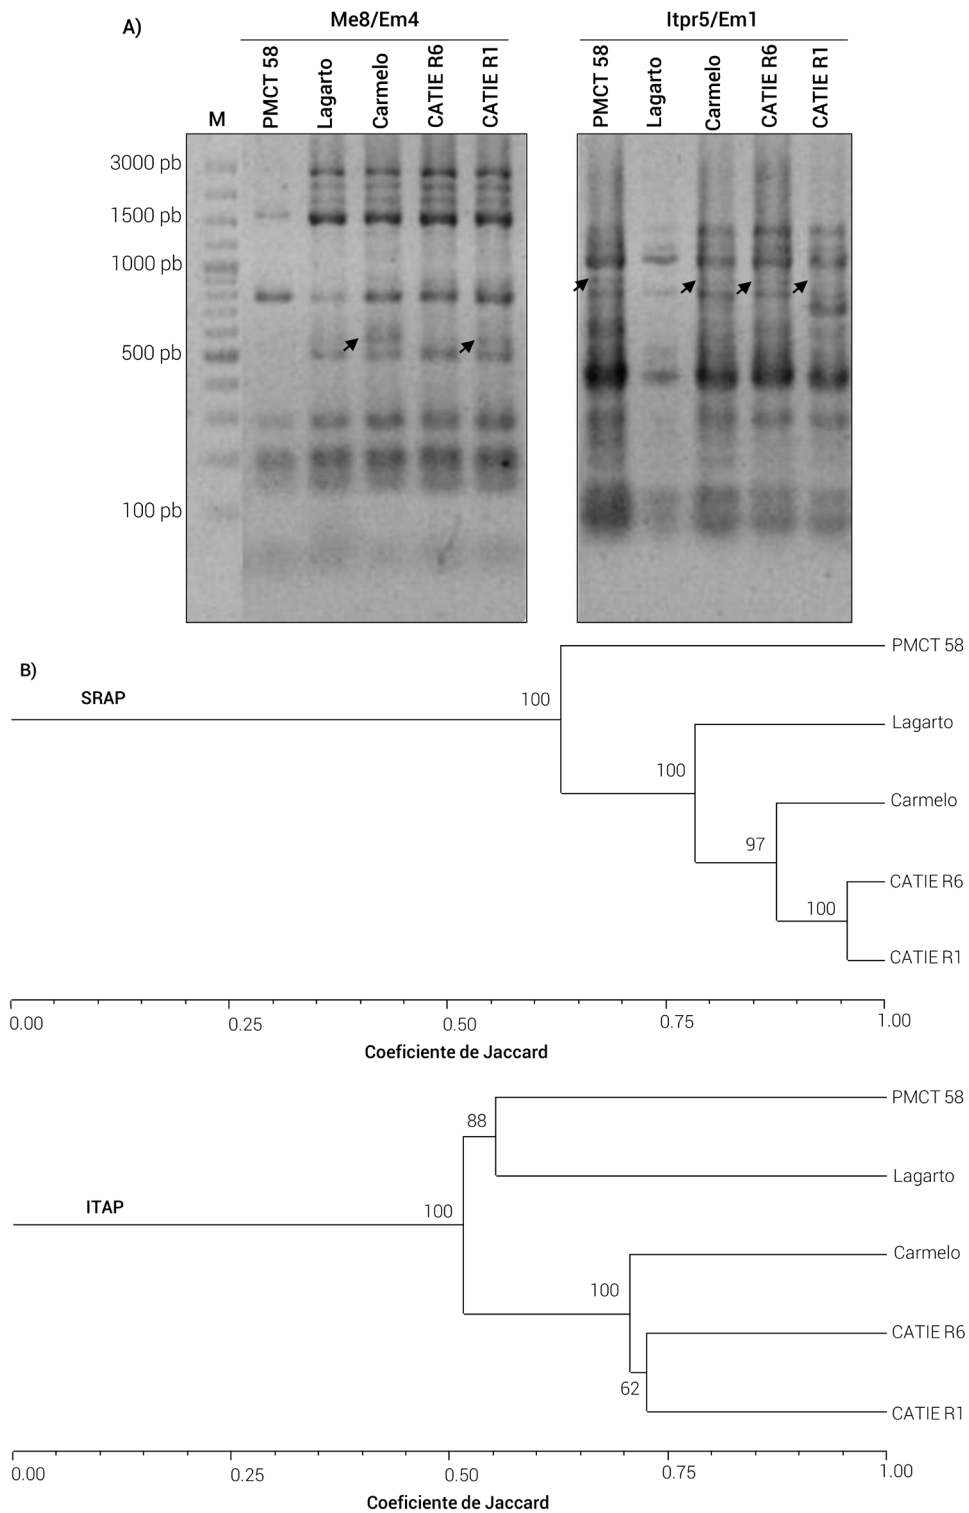 A)
Me8/Em4
Itpr5/Em1
M
PMCT 58
Lagarto
Carmelo
CATIE R6
CATIE R1
PMCT 58
Lagarto
Carmelo
CATIE R6
CATIE R1
3000 pb
1500 pb
1000 pb
500 pb
100 pb
B)
SRAP
100
100
97
100
PMCT 58
Lagarto
Carmelo
CATIE R6
CATIE R1
0.00 0.25 0.50 0.75 1.00
Coeficiente de Jaccard
ITAP
88
100
100
62
PMCT 58
Lagarto
Carmelo
CATIE R6
CATIE R1
0.00 0.25 0.50 0.75 1.00
Coeficiente de Jaccard